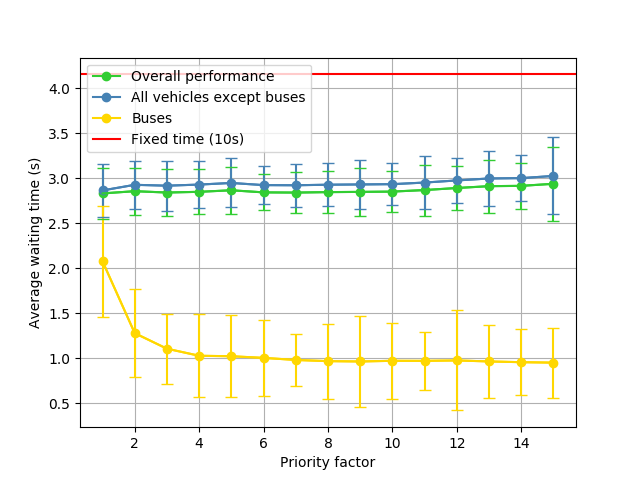 Overall performance
All vehicles except buses
Buses
Fixed time (10s)
4.0
3.5
3.0
2.5
2.0
1.5
1.0
0.5
Average waiting time (s)
2 4 6 8 10 12 14
Priority factor